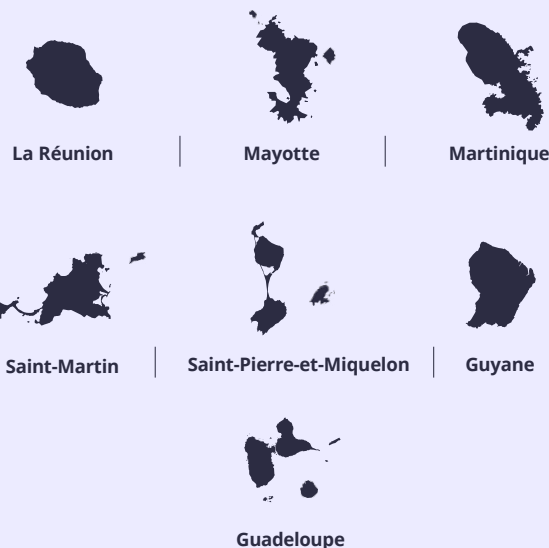 La Réunion
Mayotte
Martinique
Saint-Martin
Saint-Pierre-et-Miquelon
Guyane
Guadeloupe